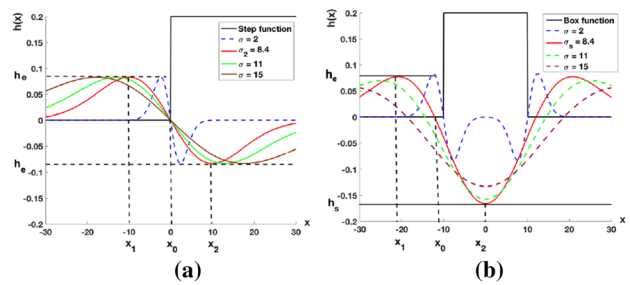 h(x)
0.2
0.15
0.1
h_e
0.05
0
-0.05
h_e
-0.1
-0.15
-0.2
-30
-20
-10
0
10
20
30
x
x_1
x_0
x_2
Step function
σ = 2
σ_2 = 8.4
σ = 11
σ = 15
(a)
h(x)
0.2
0.15
0.1
h_e
0.05
0
-0.05
-0.1
-0.15
h_s
-0.2
-30
-20
-10
0
10
20
30
x
x_1
x_0
x_2
Box function
σ = 2
σ_s = 8.4
σ = 11
σ = 15
(b)